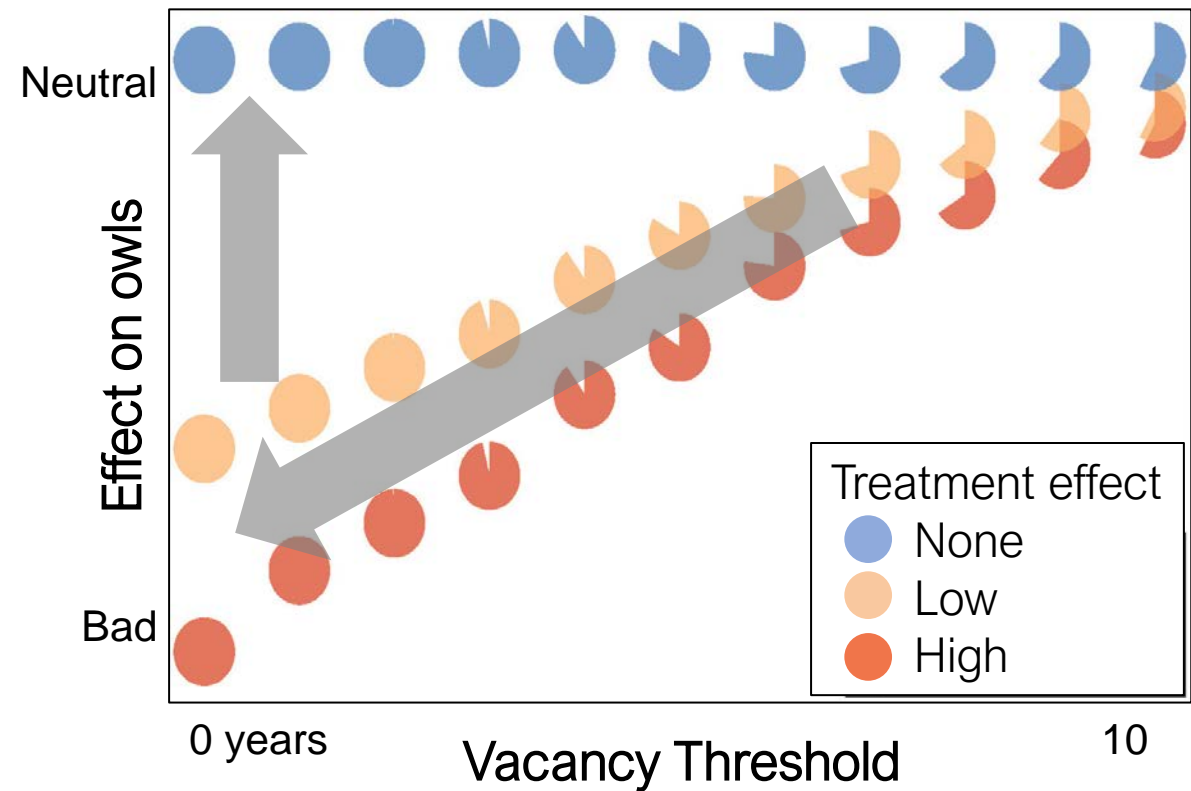 Neutral
Effect on owls
Bad
Treatment effect
None
Low
High
0 years
10
Vacancy Threshold